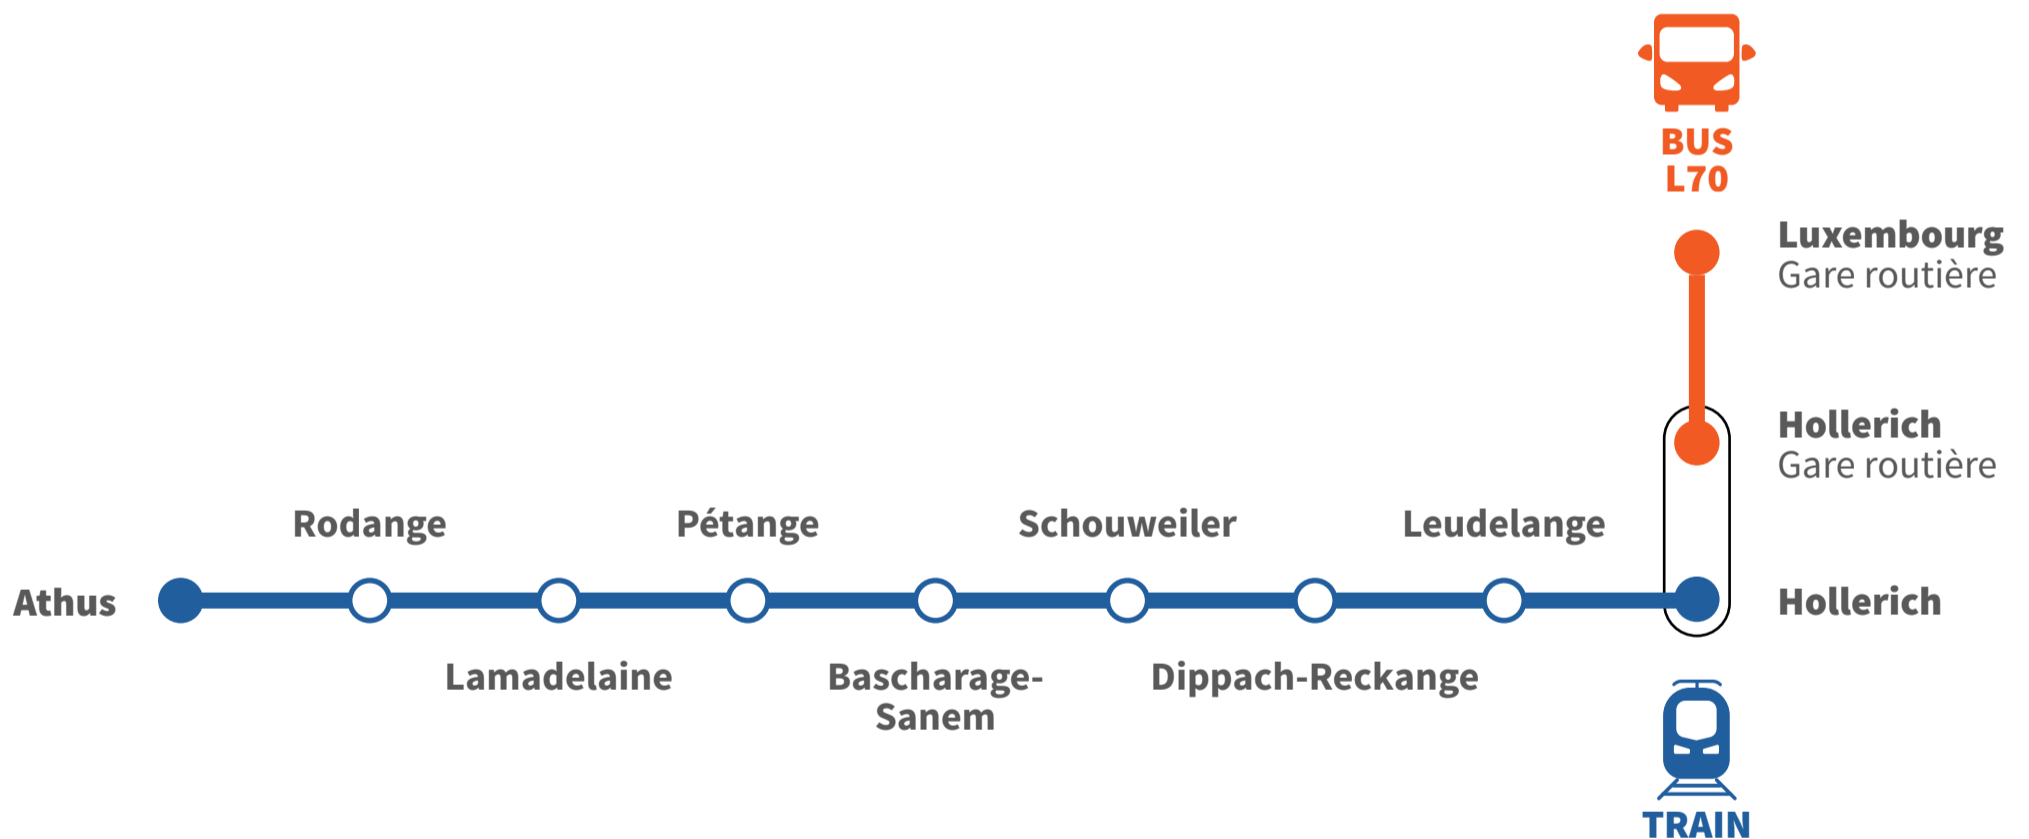 BUS
L70
Luxembourg
Gare routière
Hollerich
Gare routière
Rodange
Pétange
Schouweiler
Leudelange
Athus
Hollerich
Lamadelaine
Bascharage-
Sanem
Dippach-Reckange
TRAIN